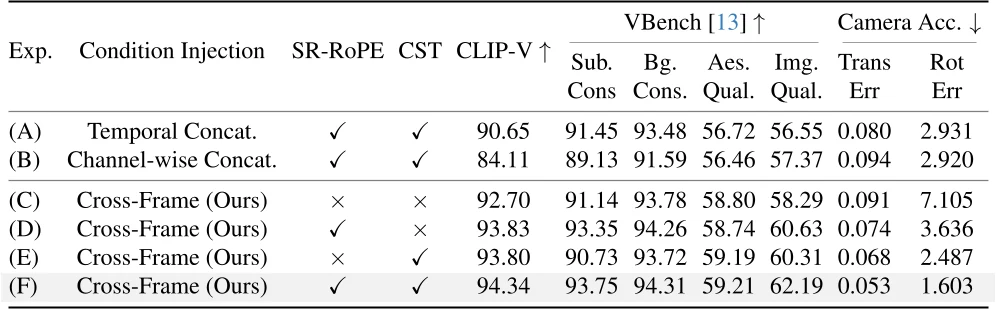 VBench [13] ↑ Camera Acc. ↓
Exp. Condition Injection SR-RoPE CST CLIP-V ↑
Sub. Bg. Aes. Img. Trans Rot
Cons Cons. Qual. Qual. Err Err
(A) Temporal Concat. ✓ ✓ 90.65 91.45 93.48 56.72 56.55 0.080 2.931
(B) Channel-wise Concat. ✓ ✓ 84.11 89.13 91.59 56.46 57.37 0.094 2.920
(C) Cross-Frame (Ours) × × 92.70 91.14 93.78 58.80 58.29 0.091 7.105
(D) Cross-Frame (Ours) ✓ × 93.83 93.35 94.26 58.74 60.63 0.074 3.636
(E) Cross-Frame (Ours) × ✓ 93.80 90.73 93.72 59.19 60.31 0.068 2.487
(F) Cross-Frame (Ours) ✓ ✓ 94.34 93.75 94.31 59.21 62.19 0.053 1.603